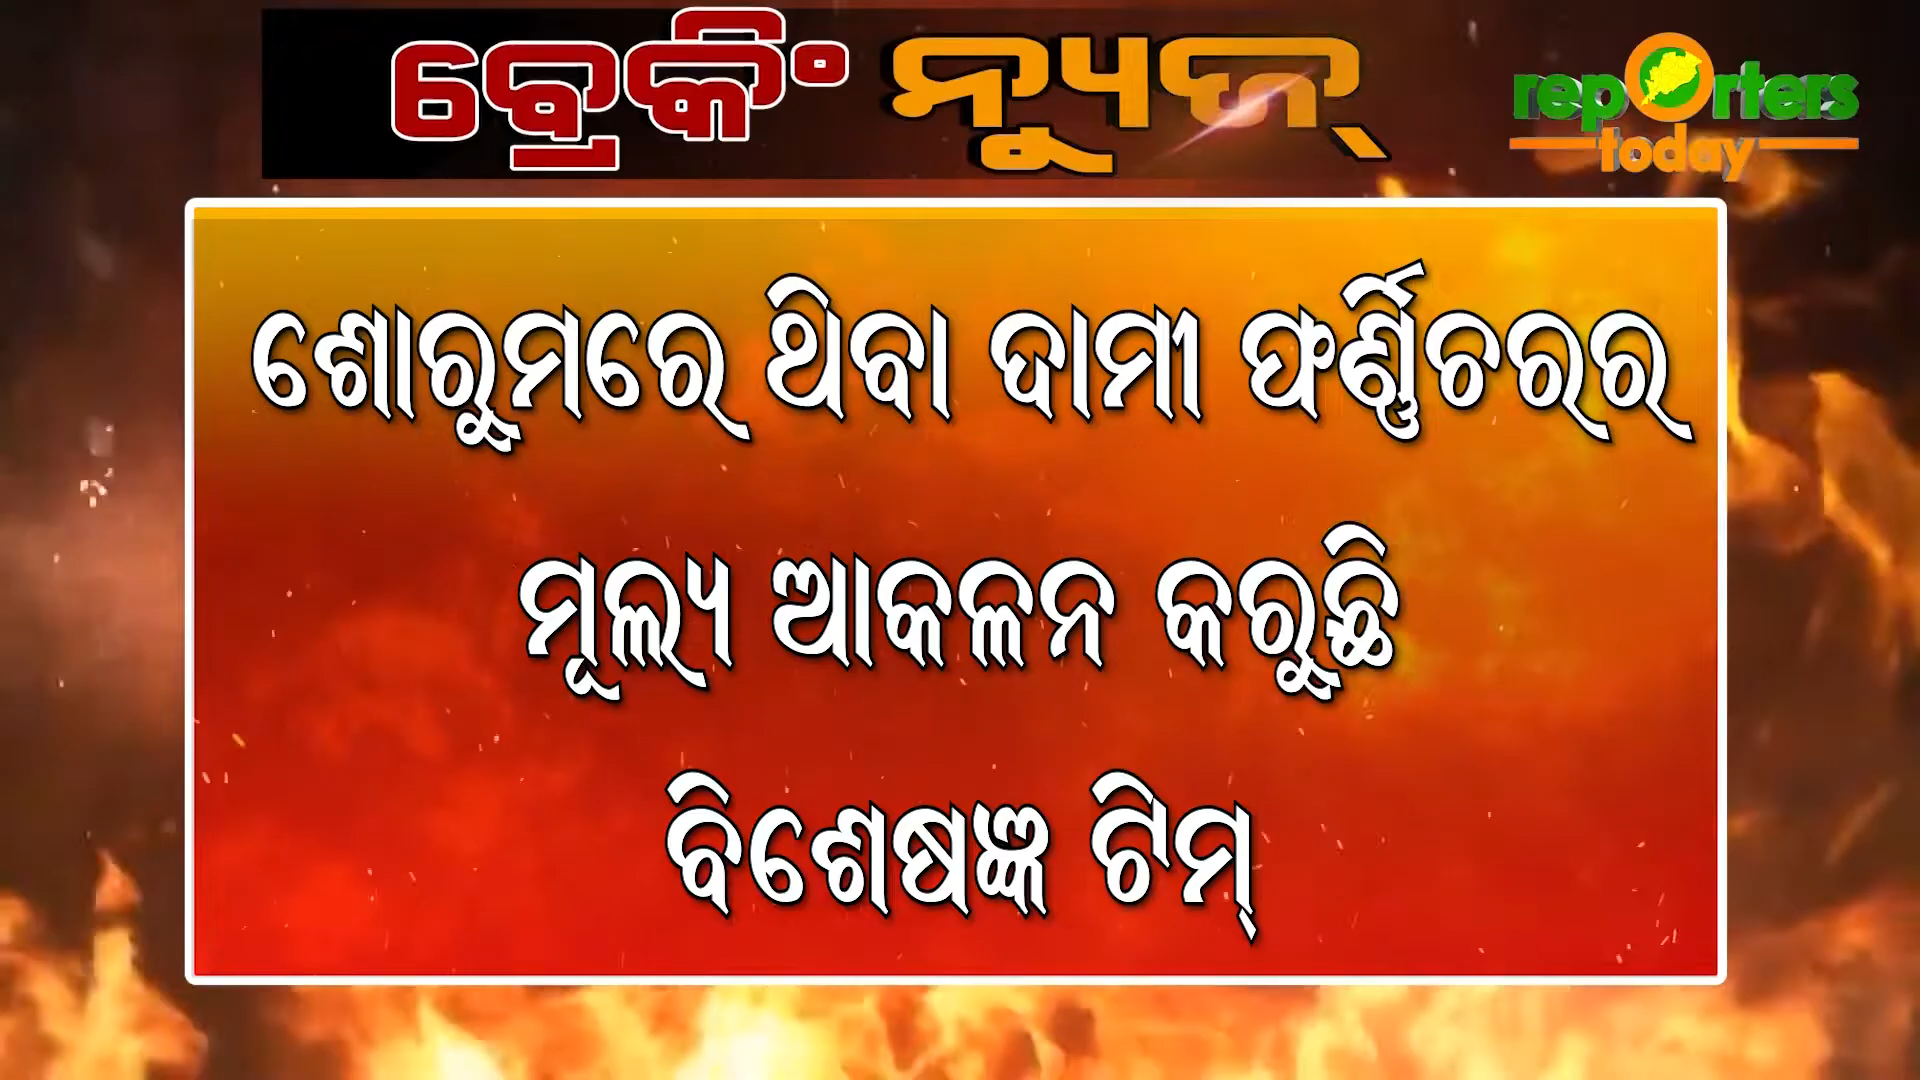 ବ୍ରେକିଂ ନ୍ୟୁଜ୍
reporters
today
ଶୋରୁମରେ ଥିବା ଦାମୀ ଫର୍ଣ୍ଣିଚରର
ମୂଲ୍ୟ ଆକଳନ କରୁଛି
ବିଶେଷଜ୍ଞ ଟିମ୍